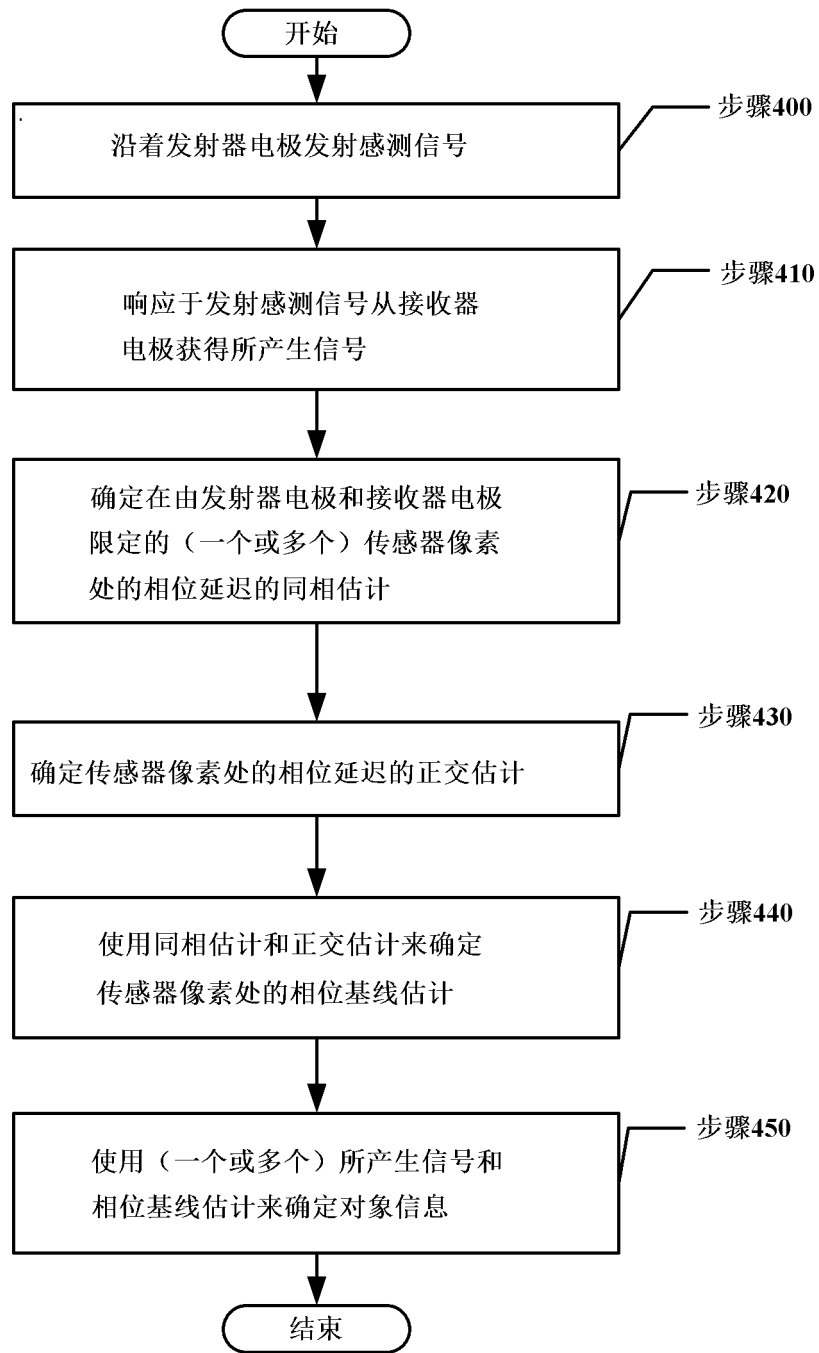 开始
步骤400
沿着发射器电极发射感测信号
步骤410
响应于发射感测信号从接收器
电极获得所产生信号
步骤420
确定在由发射器电极和接收器电极
限定的（一个或多个）传感器像素
处的相位延迟的同相估计
步骤430
确定传感器像素处的相位延迟的正交估计
步骤440
使用同相估计和正交估计来确定
传感器像素处的相位基线估计
步骤450
使用（一个或多个）所产生信号和
相位基线估计来确定对象信息
结束